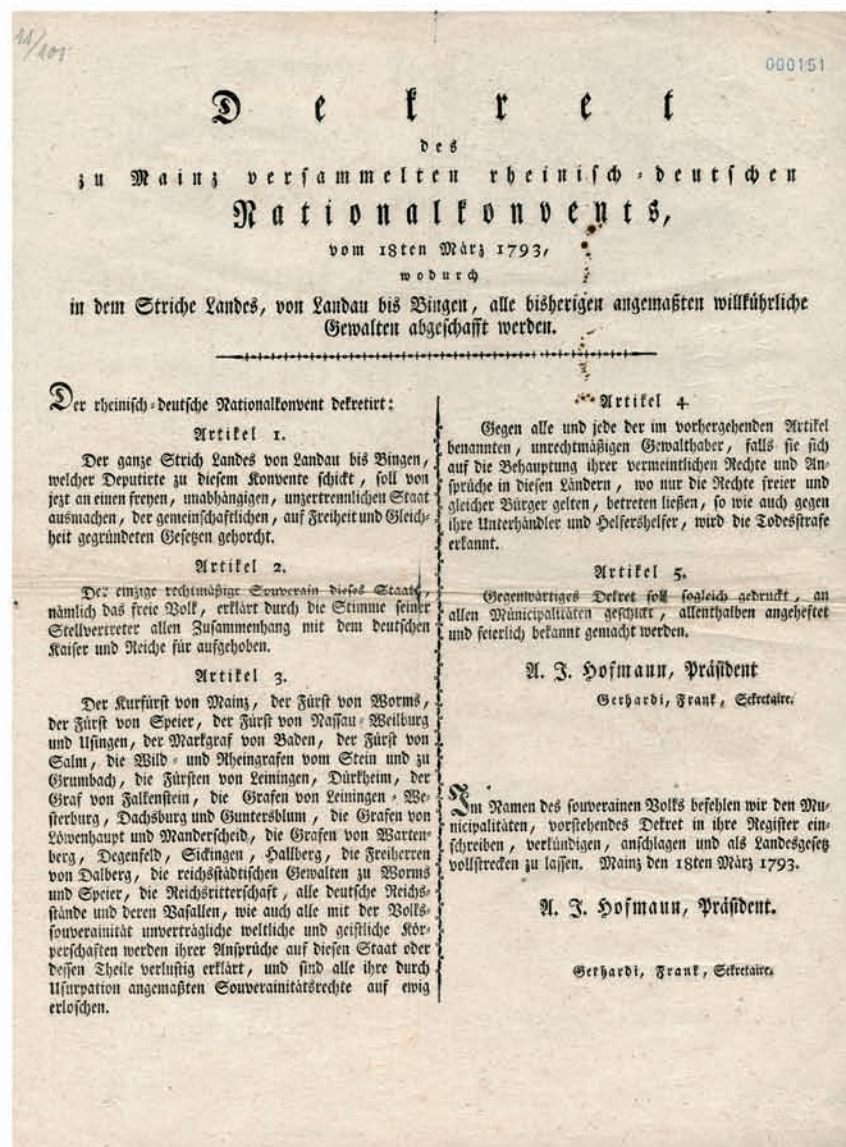 11/101
000151
Dekret
des
zu Mainz versammelten rheinisch-deutschen
Nationalkonvents,
vom 18ten März 1793,
wodurch
in dem Striche Landes, von Landau bis Bingen, alle bisherigen angemaßten willkührliche
Gewalten abgeschafft werden.
Der rheinisch-deutsche Nationalkonvent dekretirt:
Artikel 1.
Der ganze Strich Landes von Landau bis Bingen,
welcher Deputirte zu diesem Konvente schickt, soll von
jezt an einen freyen, unabhängigen, unzertrennlichen Staat
ausmachen, der gemeinschaftlichen, auf Freiheit und Gleich-
heit gegründeten Gesetzen gehorcht.
Artikel 2.
Der einzige rechtmäßige Souverain dieses Staats,
nämlich das freie Volk, erklärt durch die Stimme seiner
Stellvertreter allen Zusammenhang mit dem deutschen
Kaiser und Reiche für aufgehoben.
Artikel 3.
Der Kurfürst von Mainz, der Fürst von Worms,
der Fürst von Speier, der Fürst von Nassau-Weilburg
und Usingen, der Markgraf von Baden, der Fürst von
Salm, die Wild- und Rheingrafen vom Stein und zu
Grumbach, die Fürsten von Leiningen, Dürkheim, der
Graf von Falkenstein, die Grafen von Leiningen-We-
sterburg, Dachsburg und Guntersblum, die Grafen von
Löwenhaupt und Manderscheid, die Grafen von Warten-
berg, Degenfeld, Sickingen, Hallberg, die Freiherren
von Dalberg, die reichsstädtischen Gewalten zu Worms
und Speier, die Reichsritterschaft, alle deutsche Reichs-
stände und deren Vasallen, wie auch alle mit der Volks-
souverainität unverträgliche weltliche und geistliche Kör-
perschaften werden ihrer Ansprüche auf diesen Staat oder
dessen Theile verlustig erklärt, und sind alle ihre durch
Usurpation angemaßten Souverainitätsrechte auf ewig
erloschen.
Artikel 4.
Gegen alle und jede der im vorhergehenden Artikel
benannten, unrechtmäßigen Gewalthaber, falls sie sich
auf die Behauptung ihrer vermeintlichen Rechte und An-
sprüche in diesen Ländern, wo nur die Rechte freier und
gleicher Bürger gelten, betreten ließen, so wie auch gegen
ihre Unterhändler und Helfershelfer, wird die Todesstrafe
erkannt.
Artikel 5.
Gegenwärtiges Dekret soll sogleich gedruckt, an
allen Municipalitäten geschickt, allenthalben angeheftet
und feierlich bekannt gemacht werden.
A. J. Hofmann, Präsident
Gerhardi, Frank, Sekretaire.
Im Namen des souverainen Volks befehlen wir den Mu-
nicipalitäten, vorstehendes Dekret in ihre Register ein-
schreiben, verkündigen, anschlagen und als Landesgesetz
vollstrecken zu lassen. Mainz den 18ten März 1793.
A. J. Hofmann, Präsident.
Gerhardi, Frank, Sekretaire.